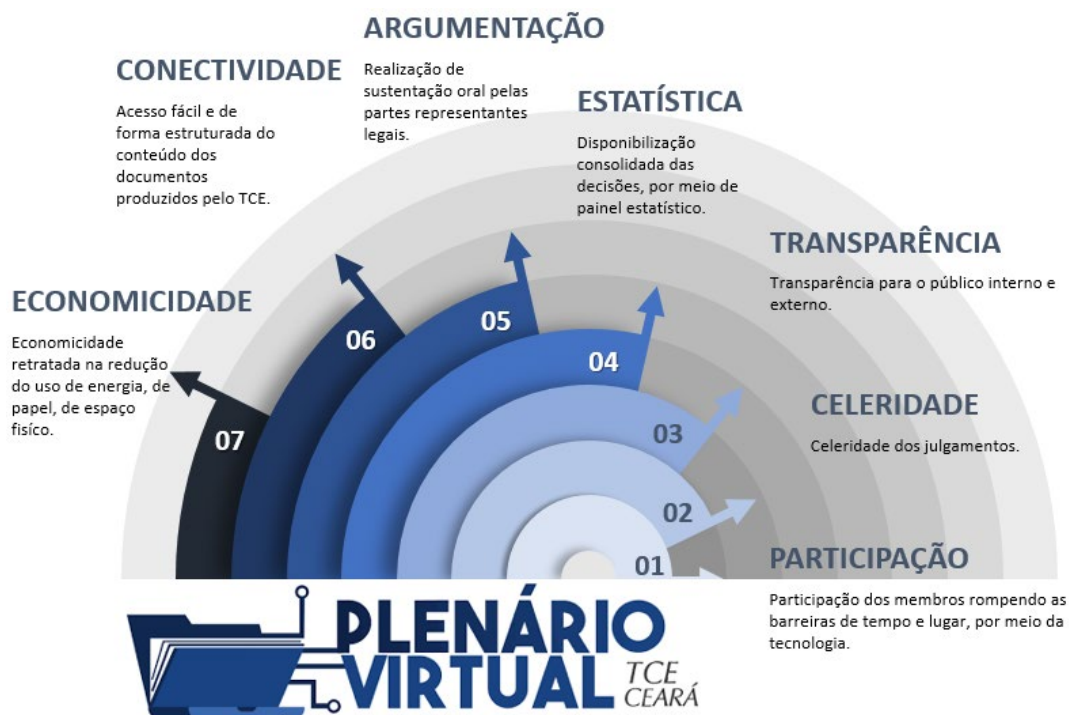 ARGUMENTAÇÃO
Realização de
sustentação oral pelas
partes representantes
legais.
CONECTIVIDADE
Acesso fácil e de
forma estruturada do
conteúdo dos
documentos
produzidos pelo TCE.
ESTATÍSTICA
Disponibilização
consolidada das
decisões, por meio de
painel estatístico.
TRANSPARÊNCIA
Transparência para o público interno e
externo.
ECONOMICIDADE
Economicidade
retratada na redução
do uso de energia, de
papel, de espaço
fisíco.
CELERIDADE
Celeridade dos julgamentos.
PARTICIPAÇÃO
Participação dos membros rompendo as
barreiras de tempo e lugar, por meio da
tecnologia.
07
06
05
04
03
02
01
PLENÁRIO
VIRTUAL
TCE
CEARÁ